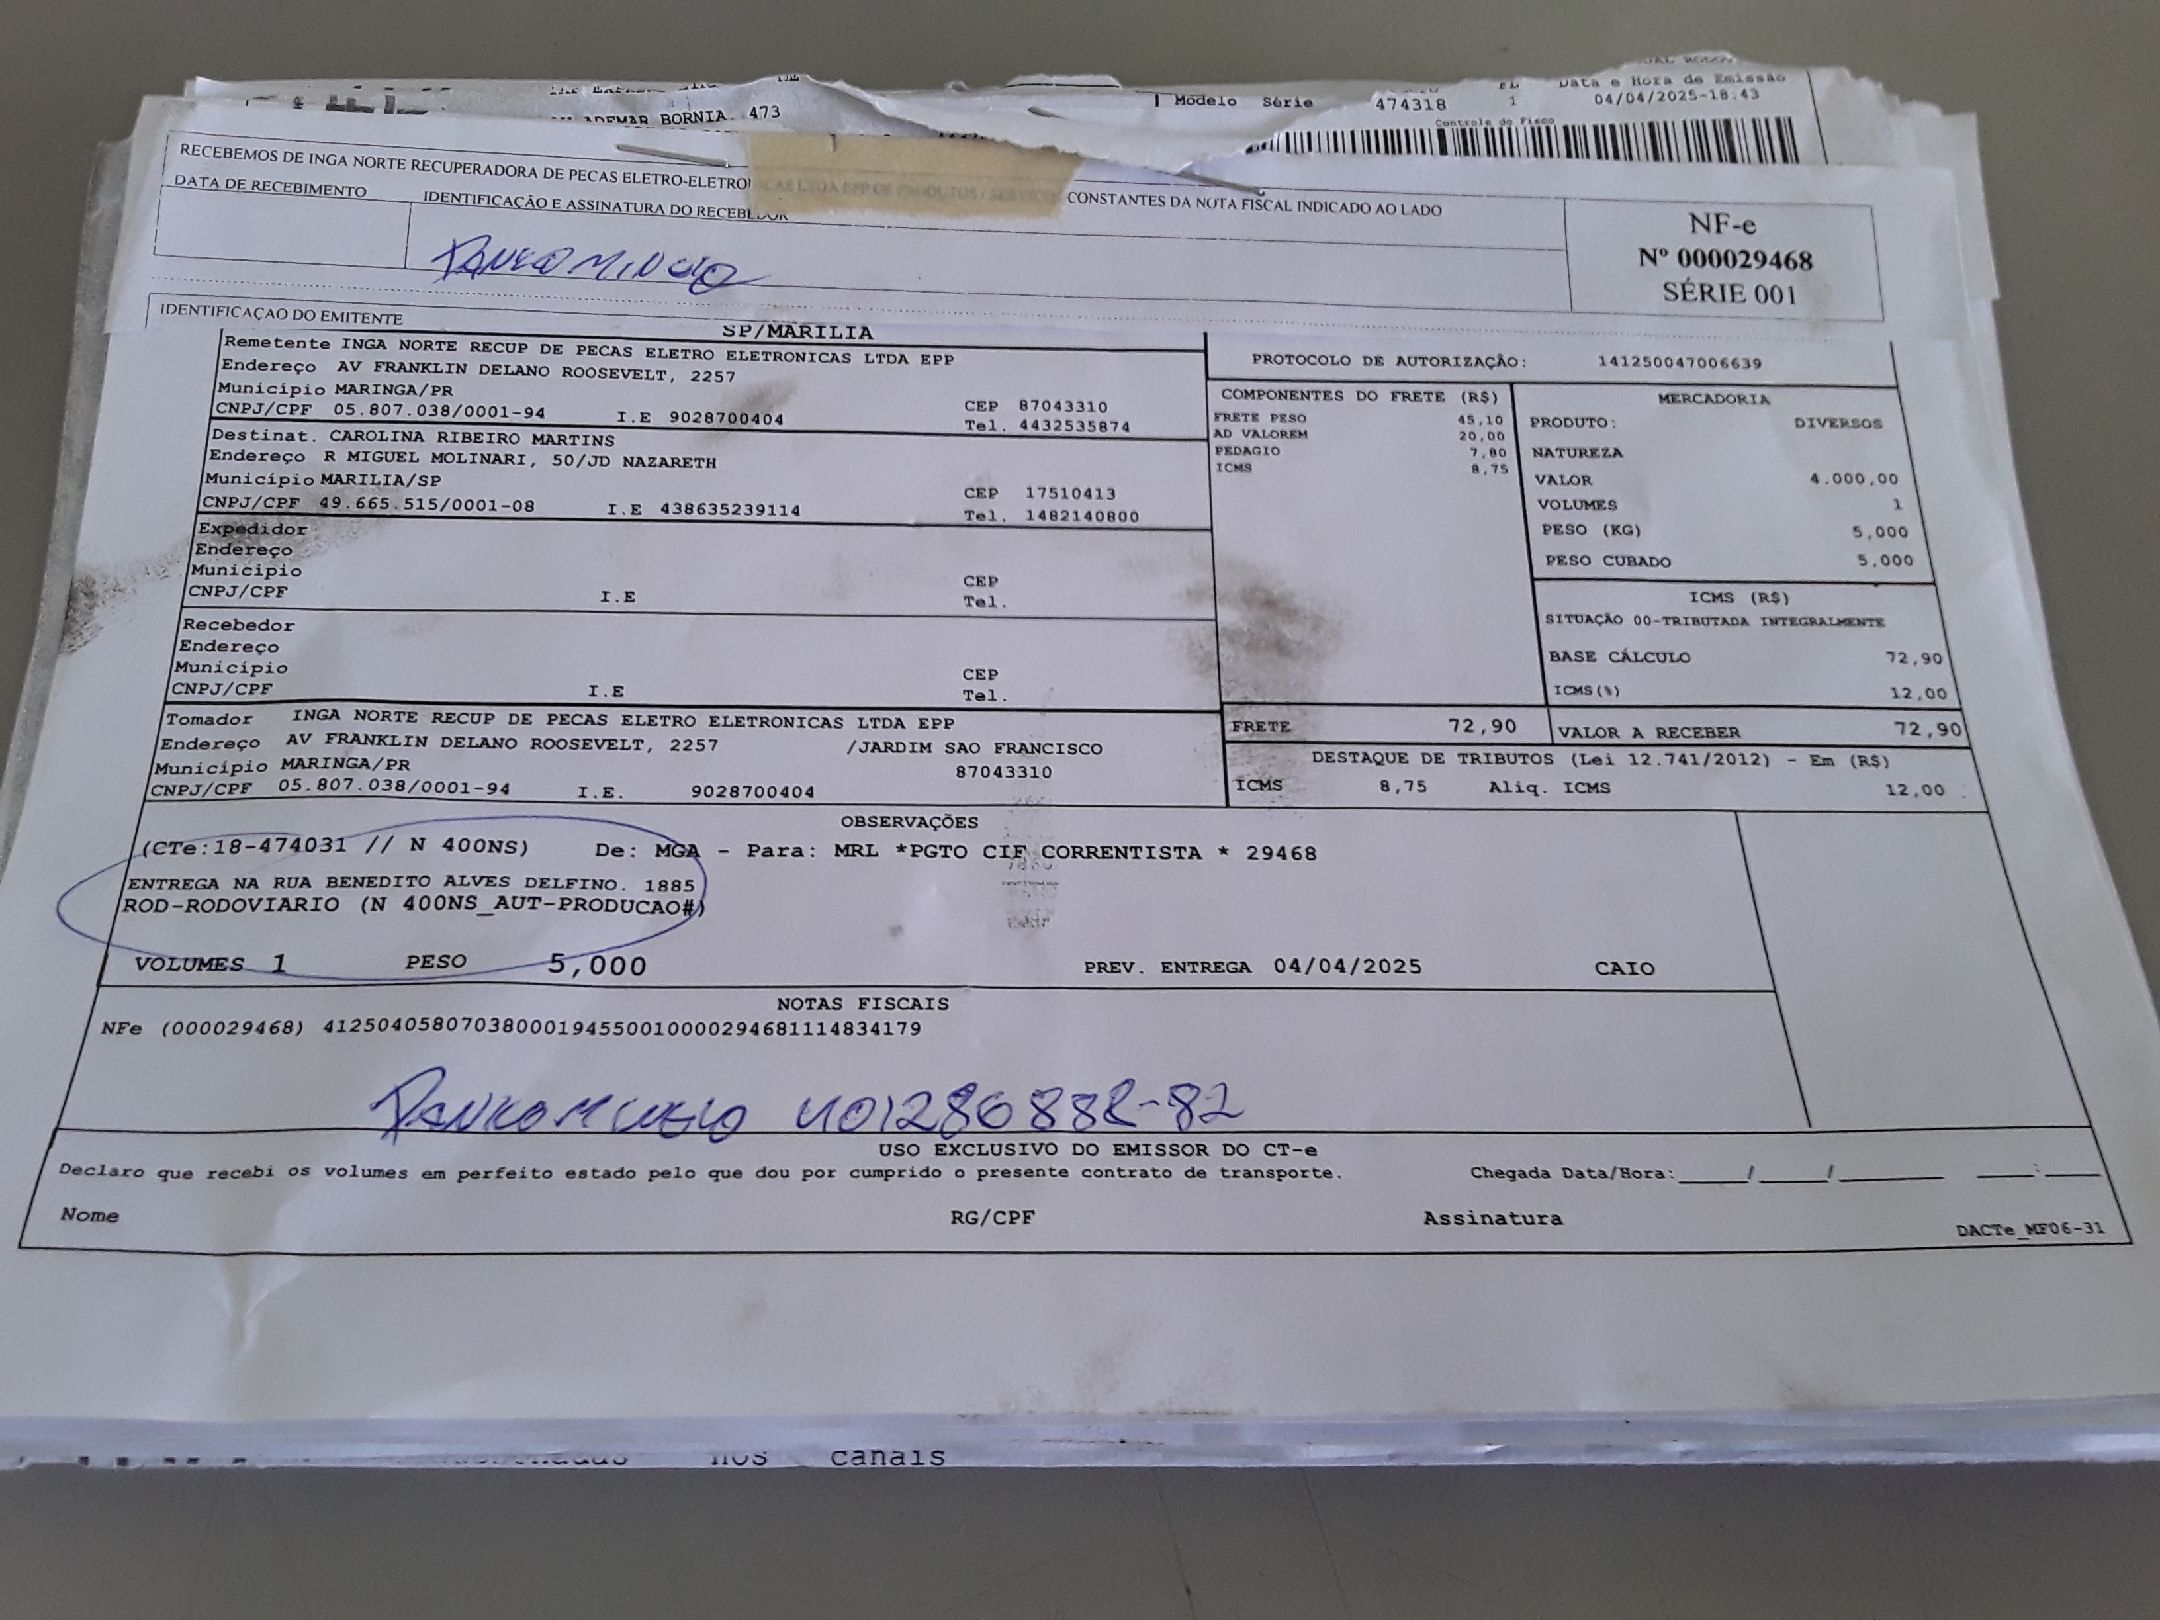 ADEMAR BORNIA. 473
Modelo Série 474318 1
Data e Hora de Emissão
04/04/2025-18:43
Controle do Fisco
RECEBEMOS DE INGA NORTE RECUPERADORA DE PECAS ELETRO-ELETRONICAS LTDA EPP OS PRODUTOS / SERVICOS CONSTANTES DA NOTA FISCAL INDICADO AO LADO
DATA DE RECEBIMENTO
IDENTIFICAÇÃO E ASSINATURA DO RECEBEDOR
NF-e
Nº 000029468
SÉRIE 001
IDENTIFICAÇAO DO EMITENTE
SP/MARILIA
Remetente INGA NORTE RECUP DE PECAS ELETRO ELETRONICAS LTDA EPP
Endereço AV FRANKLIN DELANO ROOSEVELT, 2257
Município MARINGA/PR CEP 87043310
CNPJ/CPF 05.807.038/0001-94 I.E 9028700404 Tel. 4432535874
Destinat. CAROLINA RIBEIRO MARTINS
Endereço R MIGUEL MOLINARI, 50/JD NAZARETH
Município MARILIA/SP CEP 17510413
CNPJ/CPF 49.665.515/0001-08 I.E 438635239114 Tel. 1482140800
Expedidor
Endereço
Município CEP
CNPJ/CPF I.E Tel.
Recebedor
Endereço
Município CEP
CNPJ/CPF I.E Tel.
Tomador INGA NORTE RECUP DE PECAS ELETRO ELETRONICAS LTDA EPP
Endereço AV FRANKLIN DELANO ROOSEVELT, 2257 /JARDIM SAO FRANCISCO
Município MARINGA/PR 87043310
CNPJ/CPF 05.807.038/0001-94 I.E. 9028700404
PROTOCOLO DE AUTORIZAÇÃO: 141250047006639
COMPONENTES DO FRETE (R$)
FRETE PESO 45,10
AD VALOREM 20,00
PEDAGIO 7,80
ICMS 8,75
MERCADORIA
PRODUTO: DIVERSOS
NATUREZA
VALOR 4.000,00
VOLUMES 1
PESO (KG) 5,000
PESO CUBADO 5,000
ICMS (R$)
SITUAÇÃO 00-TRIBUTADA INTEGRALMENTE
BASE CÁLCULO 72,90
ICMS(%) 12,00
FRETE 72,90 VALOR A RECEBER 72,90
DESTAQUE DE TRIBUTOS (Lei 12.741/2012) - Em (R$)
ICMS 8,75 Aliq. ICMS 12,00
OBSERVAÇÕES
(CTe:18-474031 // N 400NS) De: MGA - Para: MRL *PGTO CIF CORRENTISTA * 29468
ENTREGA NA RUA BENEDITO ALVES DELFINO. 1885
ROD-RODOVIARIO (N 400NS_AUT-PRODUCAO#)
VOLUMES 1 PESO 5,000 PREV. ENTREGA 04/04/2025 CAIO
NOTAS FISCAIS
NFe (000029468) 41250405807038000194550010000294681114834179
USO EXCLUSIVO DO EMISSOR DO CT-e
Declaro que recebi os volumes em perfeito estado pelo que dou por cumprido o presente contrato de transporte. Chegada Data/Hora:_____/_____/_______ ____:____
Nome RG/CPF Assinatura
DACTe_MF06-31
nos canais